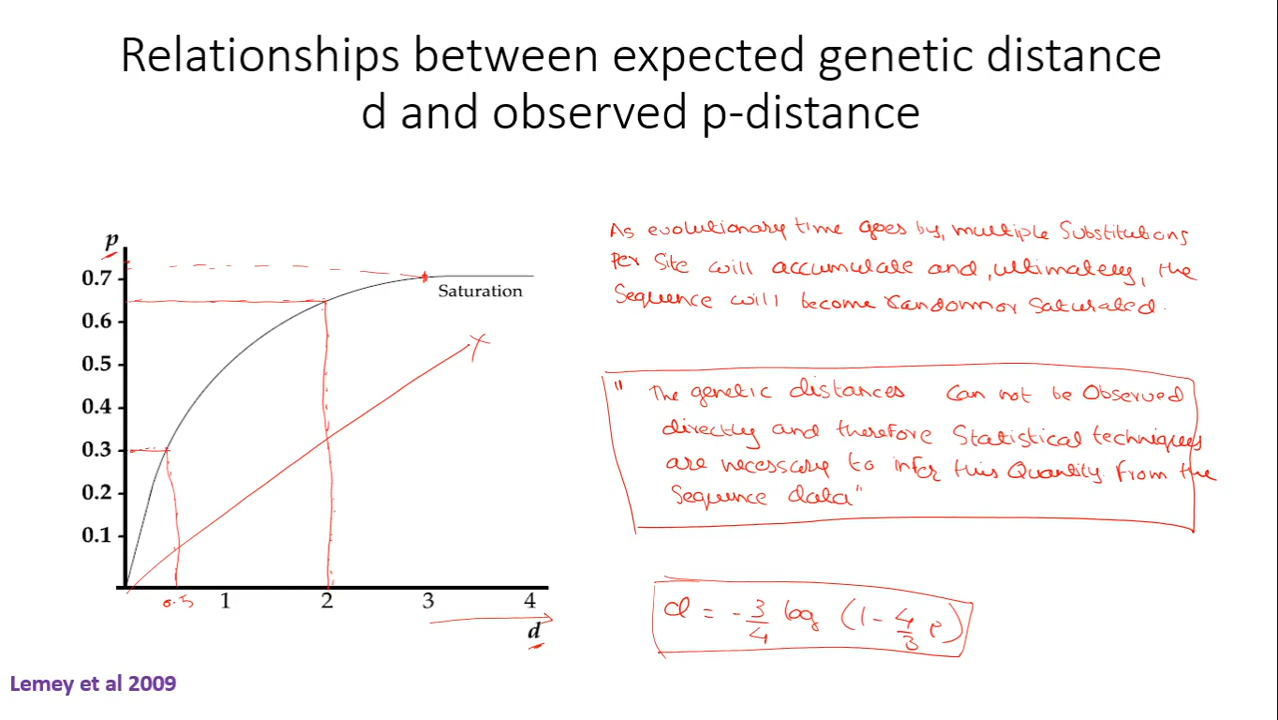 Relationships between expected genetic distance
d and observed p-distance
p
0.7
0.6
0.5
0.4
0.3
0.2
0.1
Saturation
0.5
1
2
3
4
d
As evolutionary time goes by, multiple Substitutions
Per Site will accumulate and, ultimately, the
Sequence will become random or Saturated.
" The genetic distances Can not be Observed
directly and therefore Statistical techniques
are necessary to infer this Quantity From the
Sequence data"
d = - 3/4 log (1 - 4/3 p)
Lemey et al 2009